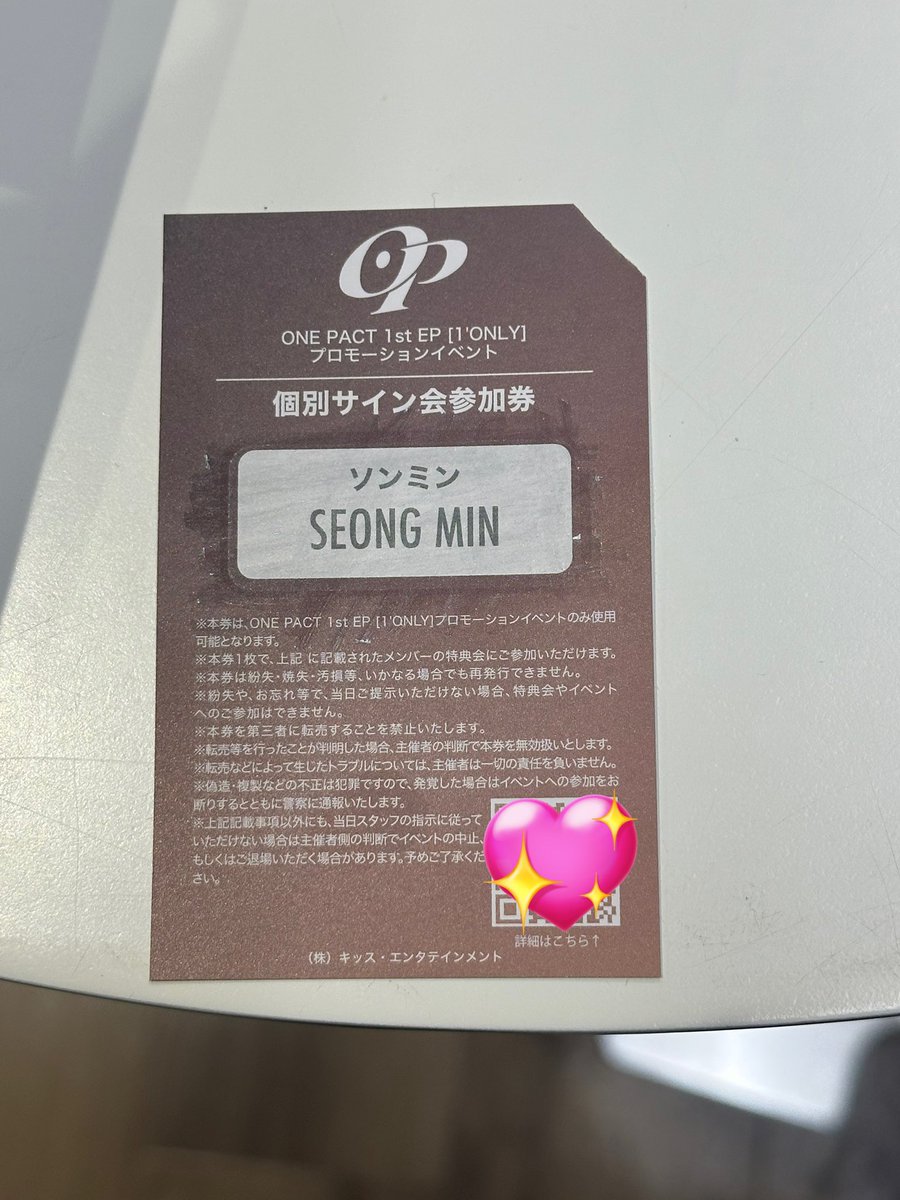 OP
ONE PACT 1st EP [1'ONLY]
プロモーションイベント
個別サイン会参加券
ソンミン
SEONG MIN
※本券は、ONE PACT 1st EP [1'ONLY]プロモーションイベントのみ使用
可能となります。
※本券1枚で、上記 に記載されたメンバーの特典会にご参加いただけます。
※本券は紛失・焼失・汚損等、いかなる場合でも再発行できません。
※紛失や、お忘れ等で、当日ご提示いただけない場合、特典会やイベント
へのご参加はできません。
※本券を第三者に転売することを禁止いたします。
※転売等を行ったことが判明した場合、主催者の判断で本券を無効扱いとします。
※転売などによって生じたトラブルについては、主催者は一切の責任を負いません。
※偽造・複製などの不正は犯罪ですので、発覚した場合はイベントへの参加をお
断りするとともに警察に通報いたします。
※上記記載事項以外にも、当日スタッフの指示に従って
いただけない場合は主催者側の判断でイベントの中止、
もしくはご退場いただく場合があります。予めご了承くだ
さい。
詳細はこちら↑
（株）キッス・エンタテインメント